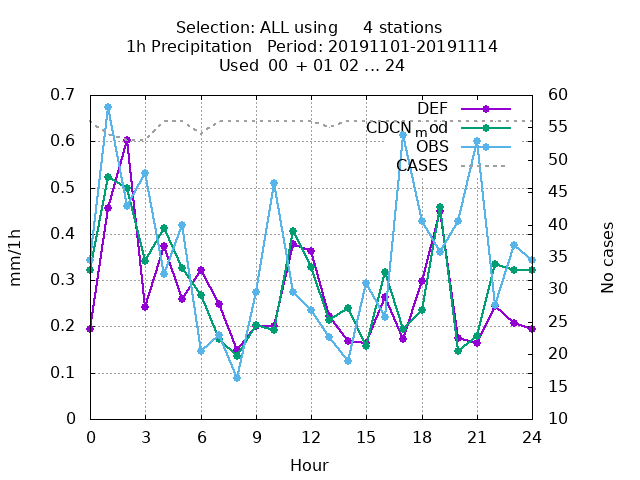 Selection: ALL using     4 stations
1h Precipitation   Period: 20191101-20191114
Used 00 + 01 02 ... 24
0.7
0.6
0.5
0.4
0.3
0.2
0.1
0
60
55
50
45
40
35
30
25
20
15
10
DEF
CDCN_mod
OBS
CASES
mm/1h
No cases
0 3 6 9 12 15 18 21 24
Hour